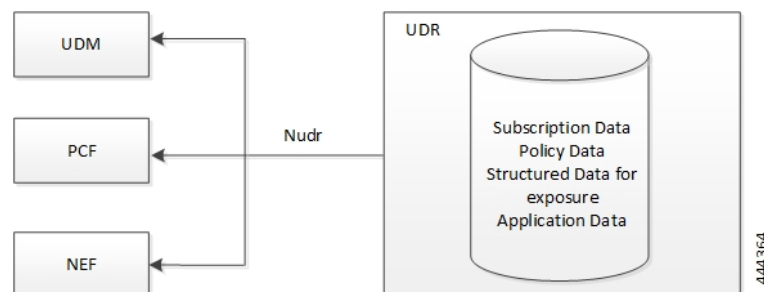 UDM
PCF
NEF
Nudr
UDR
Subscription Data
Policy Data
Structured Data for
exposure
Application Data
444364